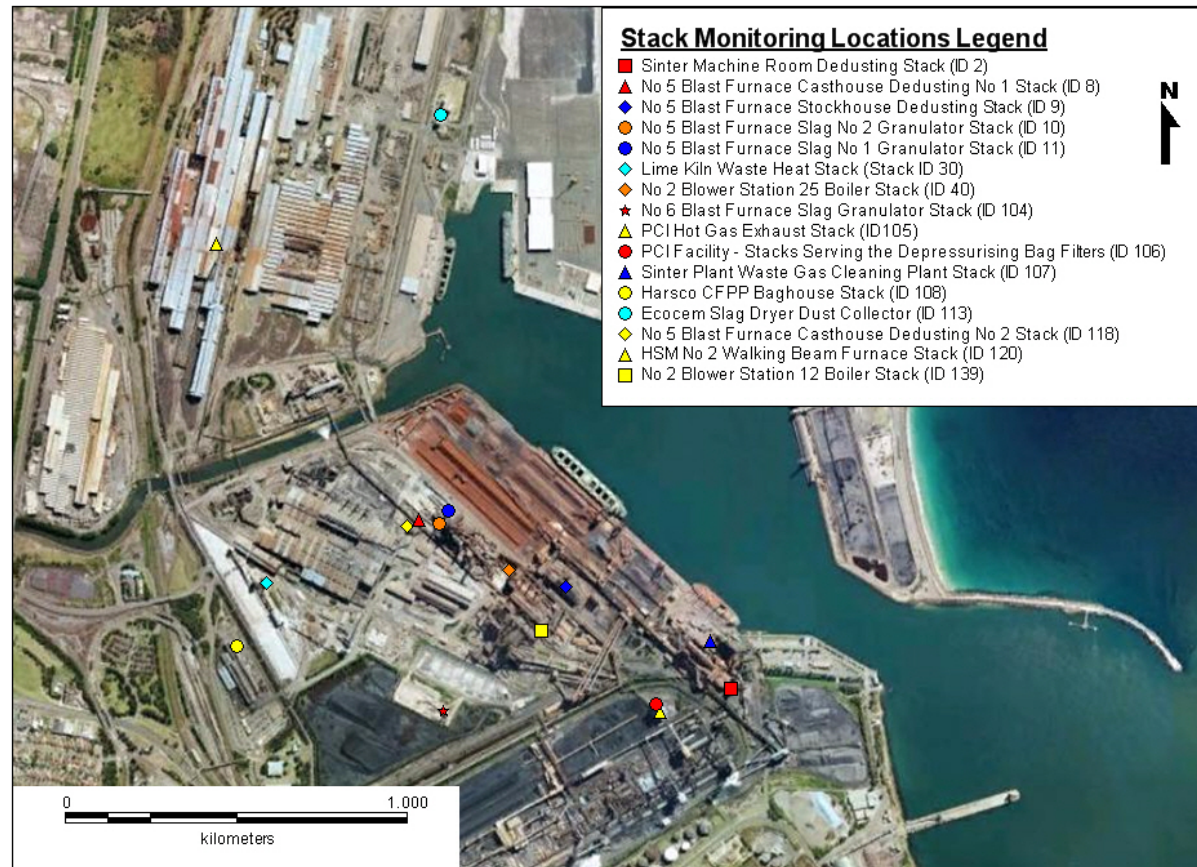 Stack Monitoring Locations Legend
Sinter Machine Room Dedusting Stack (ID 2)
No 5 Blast Furnace Casthouse Dedusting No 1 Stack (ID 8)
No 5 Blast Furnace Stockhouse Dedusting Stack (ID 9)
No 5 Blast Furnace Slag No 2 Granulator Stack (ID 10)
No 5 Blast Furnace Slag No 1 Granulator Stack (ID 11)
Lime Kiln Waste Heat Stack (Stack ID 30)
No 2 Blower Station 25 Boiler Stack (ID 40)
No 6 Blast Furnace Slag Granulator Stack (ID 104)
PCI Hot Gas Exhaust Stack (ID105)
PCI Facility - Stacks Serving the Depressurising Bag Filters (ID 106)
Sinter Plant Waste Gas Cleaning Plant Stack (ID 107)
Harsco CFPP Baghouse Stack (ID 108)
Ecocem Slag Dryer Dust Collector (ID 113)
No 5 Blast Furnace Casthouse Dedusting No 2 Stack (ID 118)
HSM No 2 Walking Beam Furnace Stack (ID 120)
No 2 Blower Station 12 Boiler Stack (ID 139)
N
0 1.000
kilometers